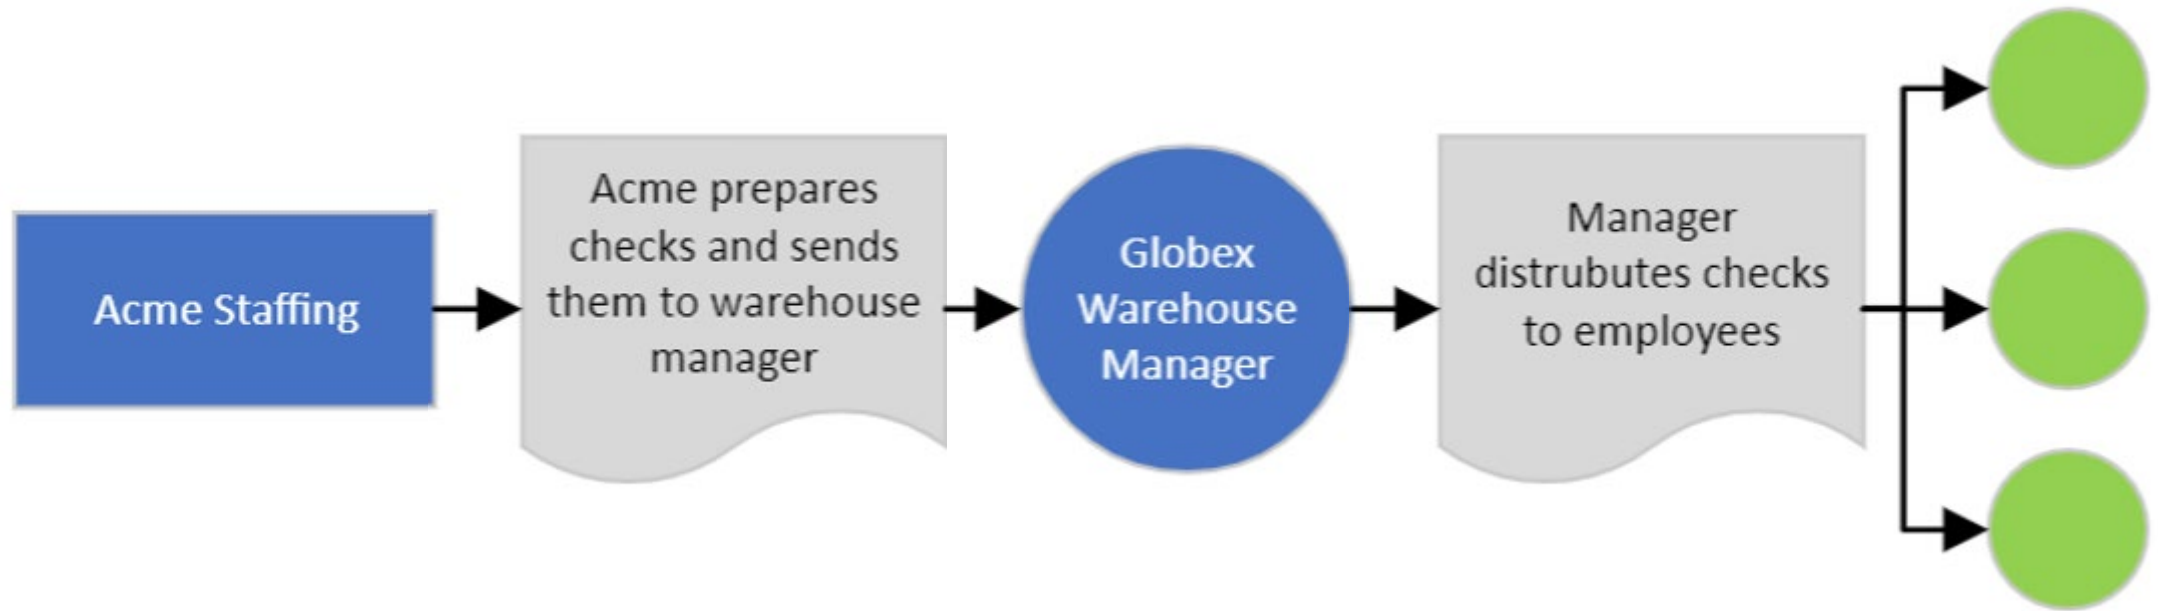 Acme Staffing
Acme prepares
checks and sends
them to warehouse
manager
Globex
Warehouse
Manager
Manager
distrubutes checks
to employees